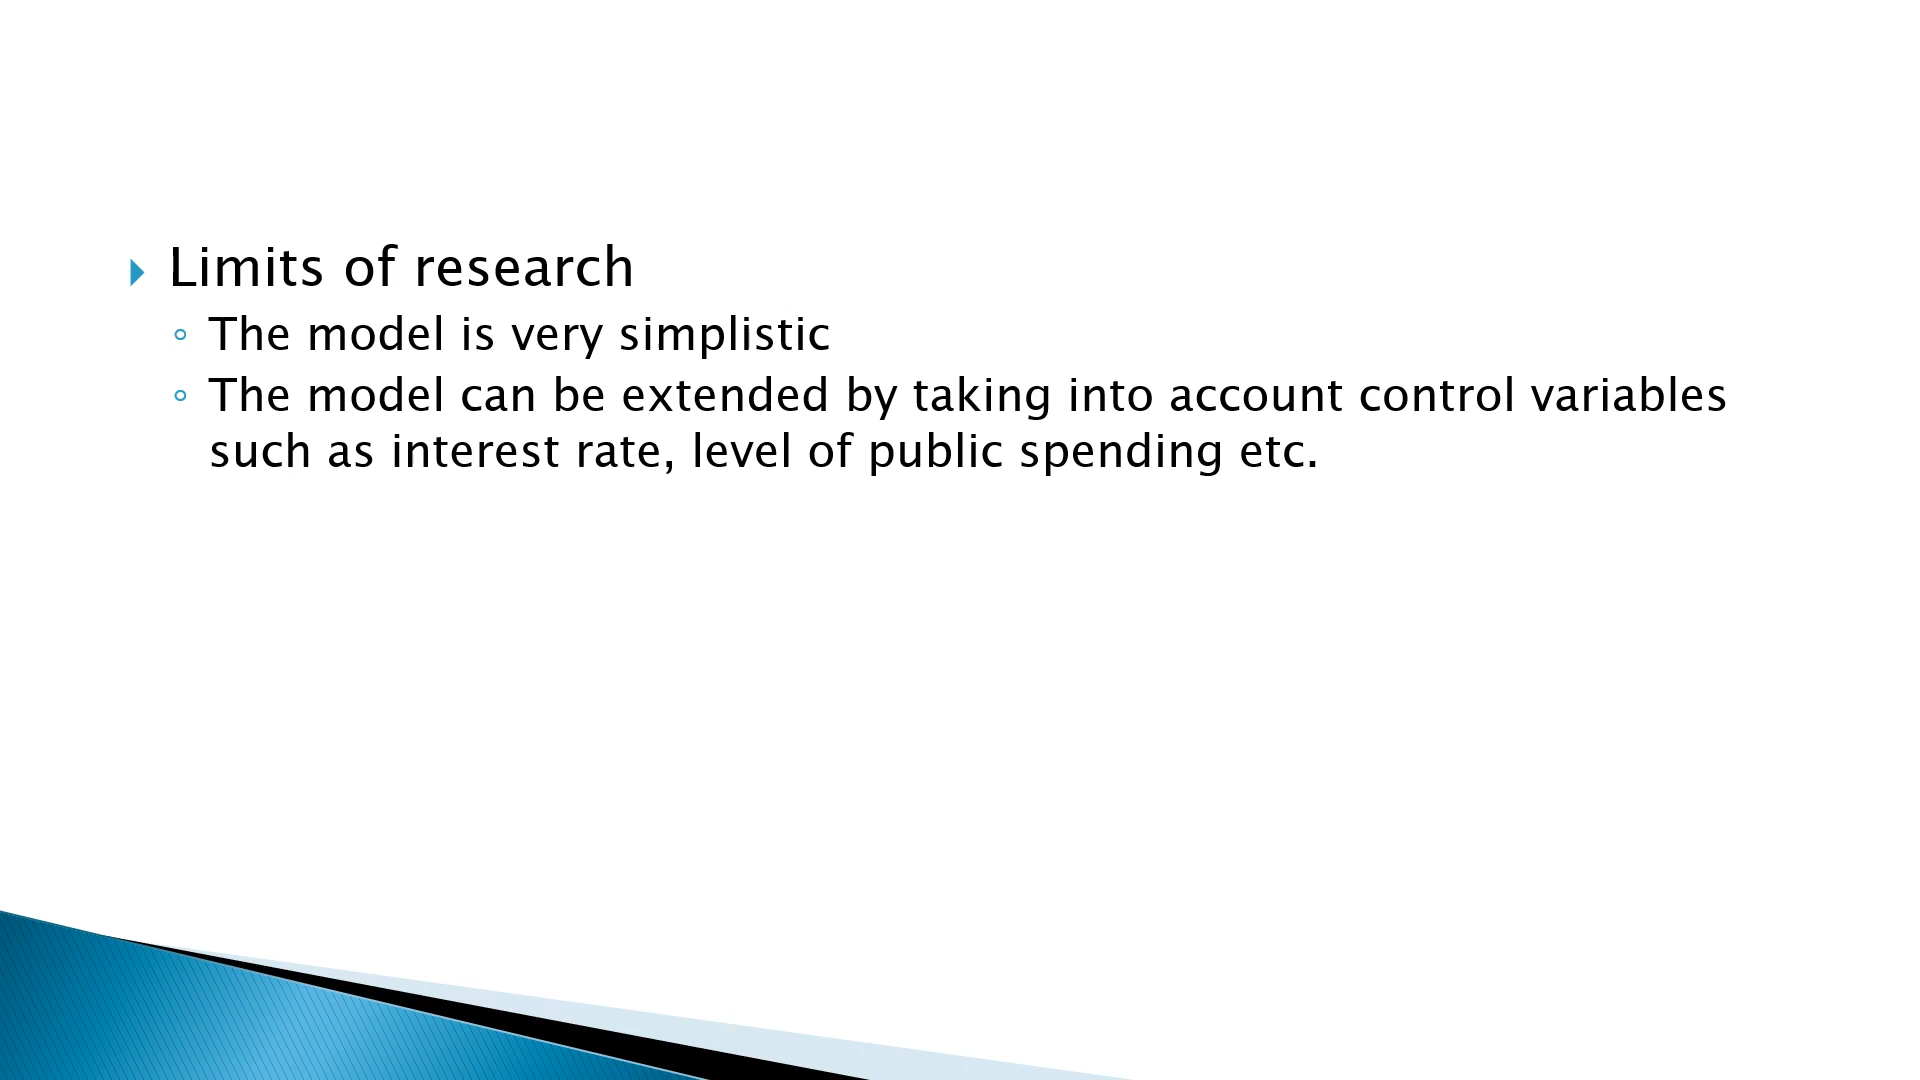 Limits of research
The model is very simplistic
The model can be extended by taking into account control variables
such as interest rate, level of public spending etc.